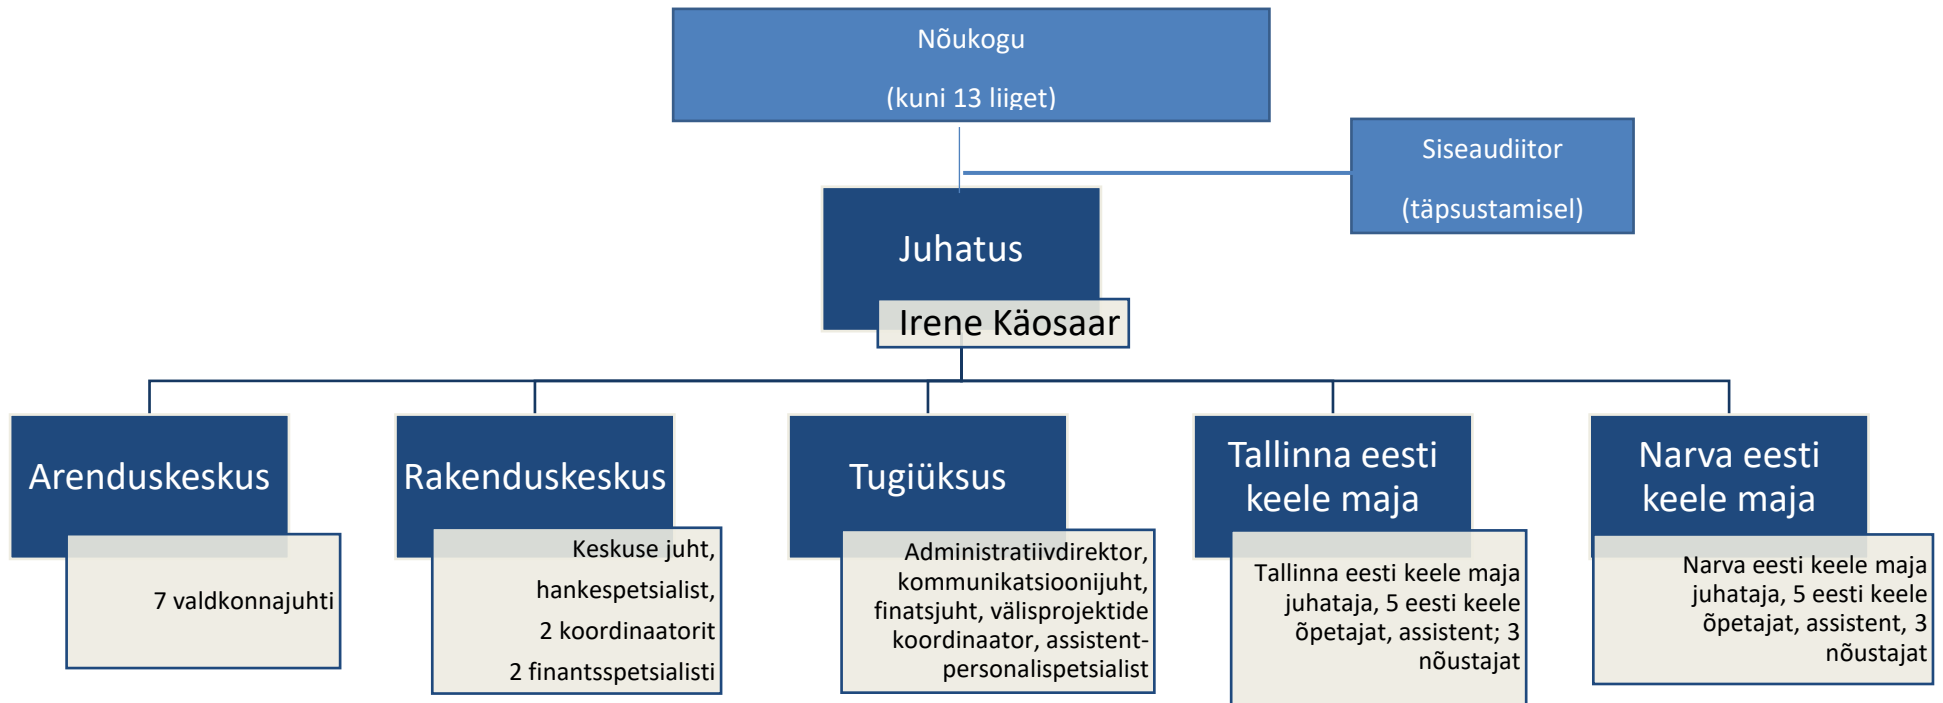 Nõukogu
(kuni 13 liiget)
Siseaudiitor
(täpsustamisel)
Juhatus
Irene Käosaar
Arenduskeskus
7 valdkonnajuhti
Rakenduskeskus
Keskuse juht,
hankespetsialist,
2 koordinaatorit
2 finantsspetsialisti
Tugiüksus
Administratiivdirektor,
kommunikatsioonijuht,
finatsjuht, välisprojektide
koordinaator, assistent-
personalispetsialist
Tallinna eesti
keele maja
Tallinna eesti keele maja
juhataja, 5 eesti keele
õpetajat, assistent; 3
nõustajat
Narva eesti
keele maja
Narva eesti keele maja
juhataja, 5 eesti keele
õpetajat, assistent, 3
nõustajat